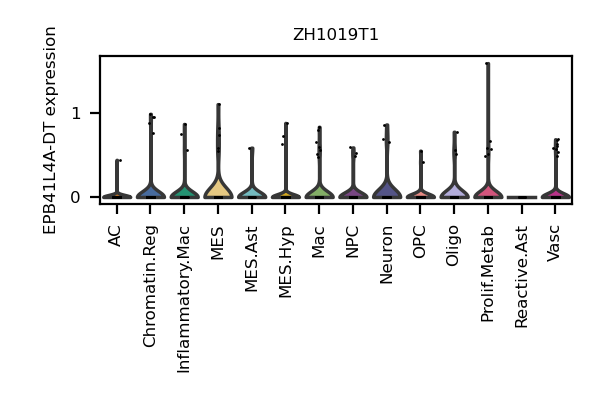 ZH1019T1
EPB41L4A-DT expression
1
0
AC
Chromatin.Reg
Inflammatory.Mac
MES
MES.Ast
MES.Hyp
Mac
NPC
Neuron
OPC
Oligo
Prolif.Metab
Reactive.Ast
Vasc